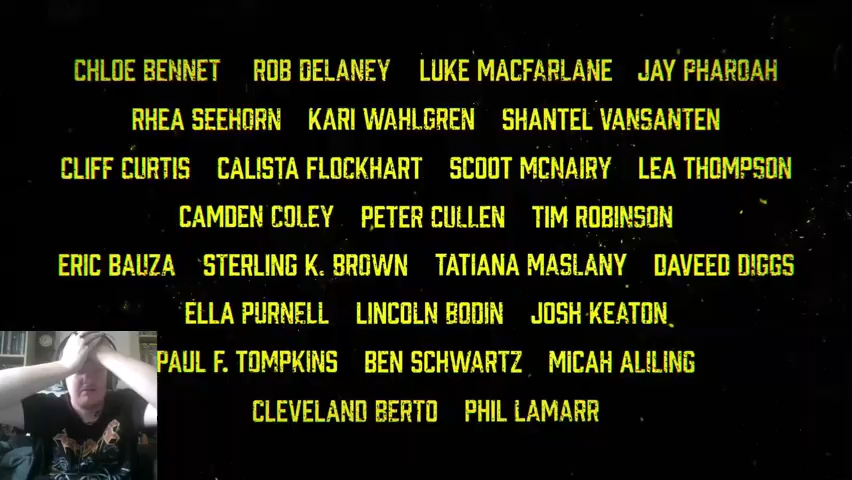 CHLOE BENNET ROB DELANEY LUKE MACFARLANE JAY PHAROAH
RHEA SEEHORN KARI WAHLGREN SHANTEL VANSANTEN
CLIFF CURTIS CALISTA FLOCKHART SCOOT MCNAIRY LEA THOMPSON
CAMDEN COLEY PETER CULLEN TIM ROBINSON
ERIC BAUZA STERLING K. BROWN TATIANA MASLANY DAVEED DIGGS
ELLA PURNELL LINCOLN BODIN JOSH KEATON
PAUL F. TOMPKINS BEN SCHWARTZ MICAH ALILING
CLEVELAND BERTO PHIL LAMARR